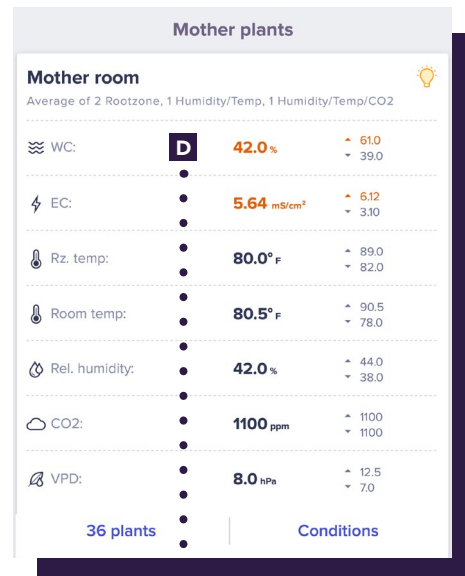 Mother plants
Mother room
Average of 2 Rootzone, 1 Humidity/Temp, 1 Humidity/Temp/CO2
WC: D 42.0 % 61.0
39.0
EC: 5.64 mS/cm² 6.12
3.10
Rz. temp: 80.0° F 89.0
82.0
Room temp: 80.5° F 90.5
78.0
Rel. humidity: 42.0 % 44.0
38.0
CO2: 1100 ppm 1100
1100
VPD: 8.0 hPa 12.5
7.0
36 plants Conditions